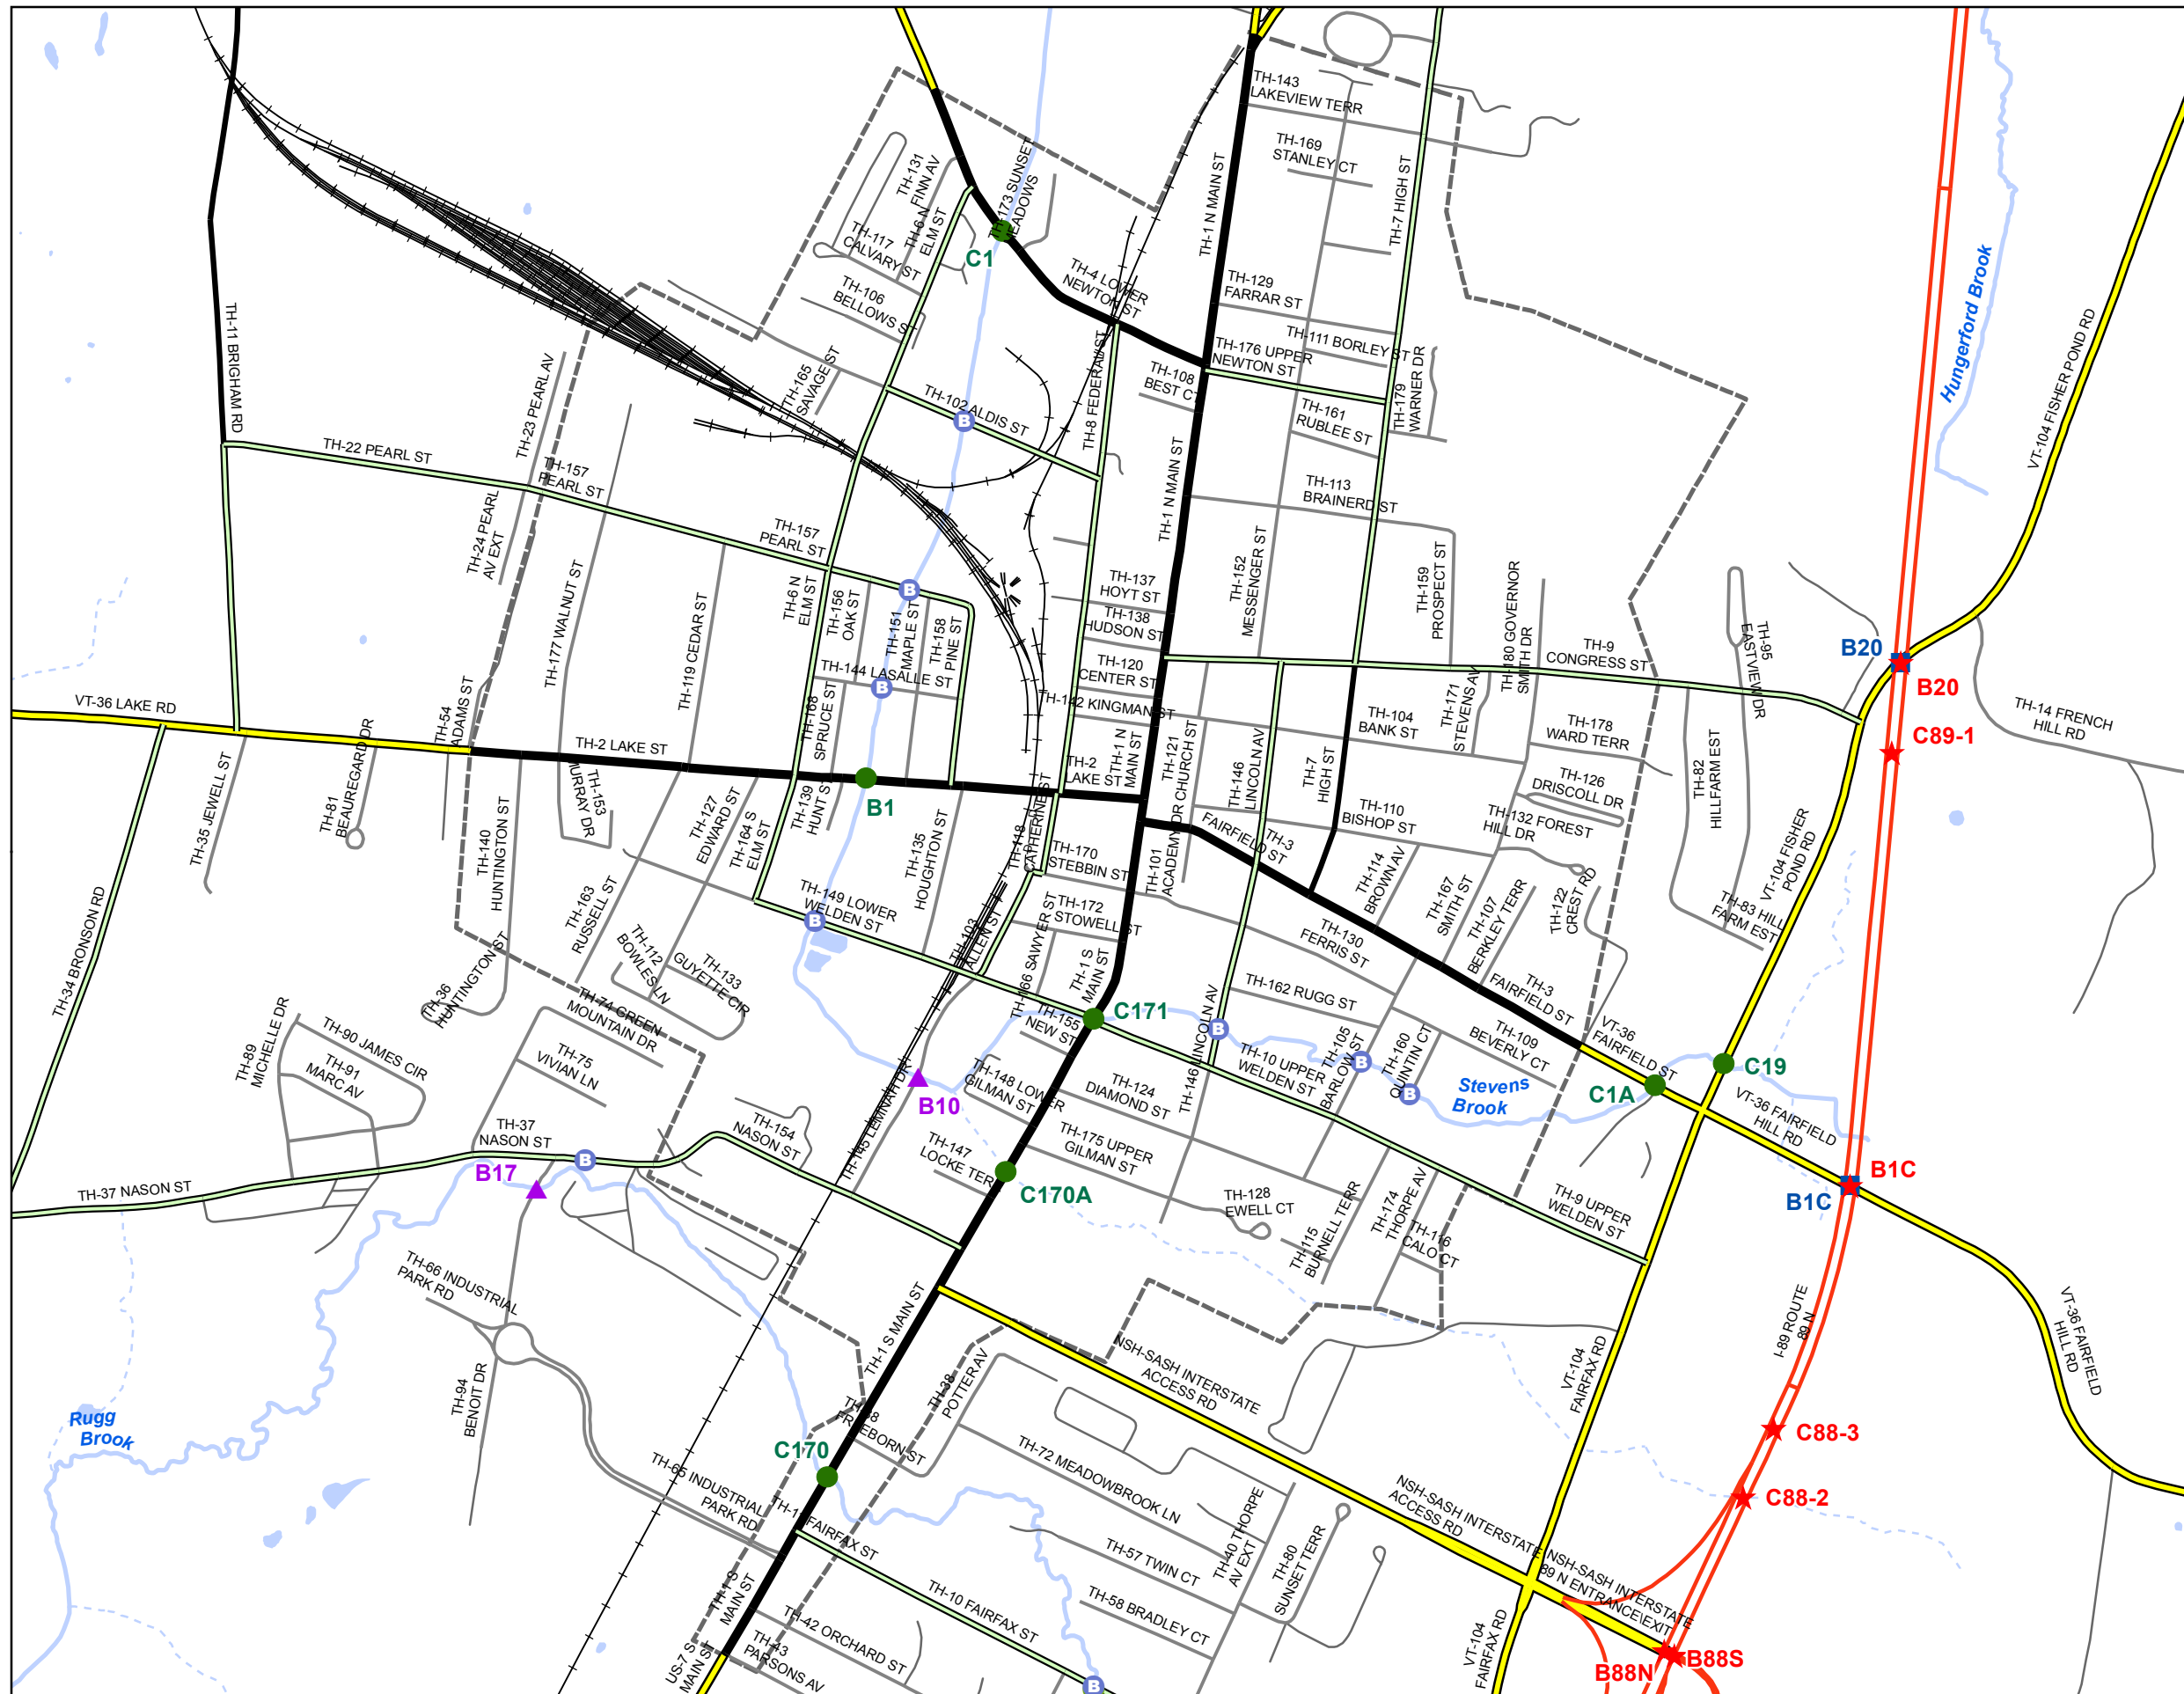 TH-143
LAKEVIEW TERR
TH-169
STANLEY CT
TH-131
FINN AV
TH-6 N
ELM ST
TH-173 SUNSET
MEADOWS
TH-117
CALVARY ST
TH-1 N MAIN ST
TH-7 HIGH ST
C1
TH-106
BELLOWS ST
TH-4 LOWER
NEWTON ST
TH-129
FARRAR ST
Hungerford Brook
VT-104 FISHER POND RD
TH-11 BRIGHAM RD
TH-23 PEARL AV
TH-165
SAVAGE ST
TH-8 FEDERAL ST
TH-111 BORLEY ST
TH-176 UPPER
NEWTON ST
TH-108
BEST CT
TH-179
WARNER DR
TH-102 ALDIS ST
B
TH-161
RUBLEE ST
TH-22 PEARL ST
TH-157
PEARL ST
TH-1 N MAIN ST
TH-113
BRAINERD ST
TH-24 PEARL
AV EXT
TH-157
PEARL ST
TH-177 WALNUT ST
TH-119 CEDAR ST
TH-6 N
ELM ST
TH-156
OAK ST
B
TH-151
MAPLE ST
TH-158
PINE ST
TH-137
HOYT ST
TH-138
HUDSON ST
TH-152
MESSENGER ST
TH-159
PROSPECT ST
TH-180 GOVERNOR
SMITH DR
TH-9
CONGRESS ST
TH-95
EASTVIEW DR
B20
B20
TH-144 LASALLE ST
B
TH-120
CENTER ST
TH-142 KINGMAN ST
VT-36 LAKE RD
TH-54
ADAMS ST
TH-2 LAKE ST
TH-168
SPRUCE ST
TH-104
BANK ST
TH-171
STEVENS AV
TH-178
WARD TERR
TH-14 FRENCH
HILL RD
C89-1
TH-35 JEWELL ST
TH-81
BEAUREGARD DR
TH-153
MURRAY DR
TH-139
HUNT ST
B1
TH-2
LAKE ST
TH-1 N
MAIN ST
TH-121
CHURCH ST
TH-146
LINCOLN AV
TH-7
HIGH ST
TH-110
BISHOP ST
TH-126
DRISCOLL DR
TH-132 FOREST
HILL DR
TH-82
HILLFARM EST
VT-104 FISHER
POND RD
TH-140
HUNTINGTON ST
TH-127
EDWARD ST
TH-164 S
ELM ST
TH-135
HOUGHTON ST
TH-118
CATHERINE ST
TH-170
STEBBIN ST
TH-101
ACADEMY DR
TH-3
FAIRFIELD ST
TH-114
BROWN AV
TH-167
SMITH ST
TH-107
BERKLEY TERR
TH-122
CREST RD
TH-83 HILL
FARM EST
TH-34 BRONSON RD
TH-163
RUSSELL ST
TH-149 LOWER
WELDEN ST
B
TH-103
ALLEN ST
TH-172
STOWELL ST
TH-166 SAWYER ST
TH-1 S
MAIN ST
TH-130
FERRIS ST
TH-36
HUNTINGTON ST
TH-112
BOWLES LN
TH-133
GUYETTE CIR
TH-162 RUGG ST
TH-3
FAIRFIELD ST
TH-89
MICHELLE DR
TH-90 JAMES CIR
TH-91
MARC AV
TH-74 GREEN
MOUNTAIN DR
TH-75
VIVIAN LN
C171
TH-155
NEW ST
B
TH-146 LINCOLN AV
TH-10 UPPER
WELDEN ST
TH-105
BARLOW ST
B
TH-160
QUINTIN CT
B
TH-109
BEVERLY CT
VT-36
FAIRFIELD ST
C19
C1A
Stevens
Brook
VT-36 FAIRFIELD
HILL RD
B10
TH-145 LEMNAH DR
TH-148 LOWER
GILMAN ST
TH-124
DIAMOND ST
TH-37
NASON ST
B
B17
TH-154
NASON ST
TH-147
LOCKE TER
TH-175 UPPER
GILMAN ST
TH-37 NASON ST
C170A
TH-128
EWELL CT
TH-115
BURNELL TERR
TH-174
THORPE AV
TH-116
CALO CT
TH-9 UPPER
WELDEN ST
B1C
B1C
TH-66 INDUSTRIAL
PARK RD
TH-1 S MAIN ST
NSH-SASH INTERSTATE
ACCESS RD
VT-104
FAIRFAX RD
I-89 ROUTE
89 N
VT-36 FAIRFIELD
HILL RD
TH-94
BENOIT DR
TH-38
POTTER AV
FREEBORN ST
Rugg
Brook
C170
C88-3
TH-65 INDUSTRIAL
PARK RD
TH-72 MEADOWBROOK LN
TH-40 THORPE
AV EXT
NSH-SASH INTERSTATE
ACCESS RD
C88-2
FAIRFAX ST
TH-57 TWIN CT
TH-80
SUNSET TERR
NSH-SASH INTERSTATE
89 N ENTRANCE\EXIT
TH-1 S
MAIN ST
TH-10 FAIRFAX ST
TH-58 BRADLEY CT
TH-42 ORCHARD ST
TH-43
PARSONS AV
US-7 S
MAIN ST
B
VT-104
FAIRFAX RD
B88N
B88S